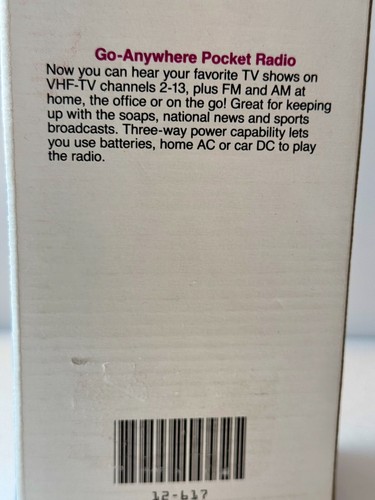 Go-Anywhere Pocket Radio
Now you can hear your favorite TV shows on
VHF-TV channels 2-13, plus FM and AM at
home, the office or on the go! Great for keeping
up with the soaps, national news and sports
broadcasts. Three-way power capability lets
you use batteries, home AC or car DC to play
the radio.
12-617